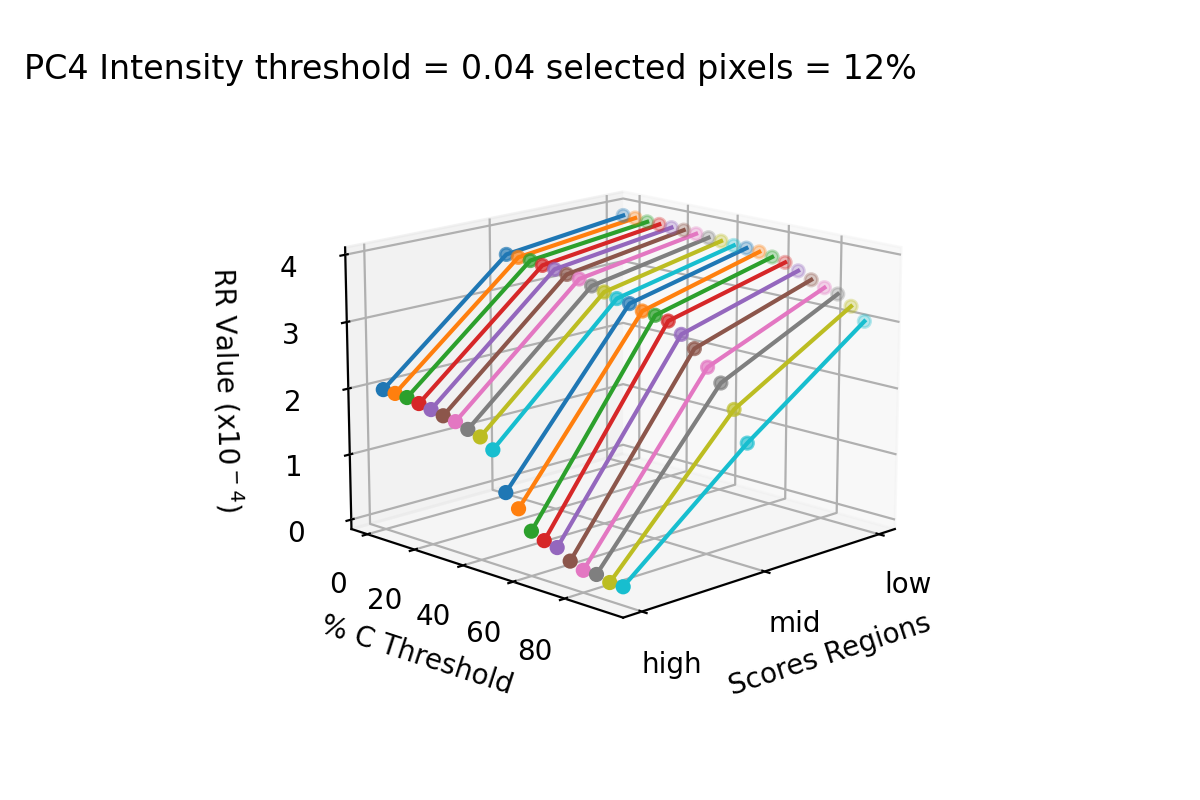 PC4 Intensity threshold = 0.04 selected pixels = 12%
RR Value (x10⁻⁴)
4
3
2
1
0
0
20
40
60
80
% C Threshold
high
mid
low
Scores Regions